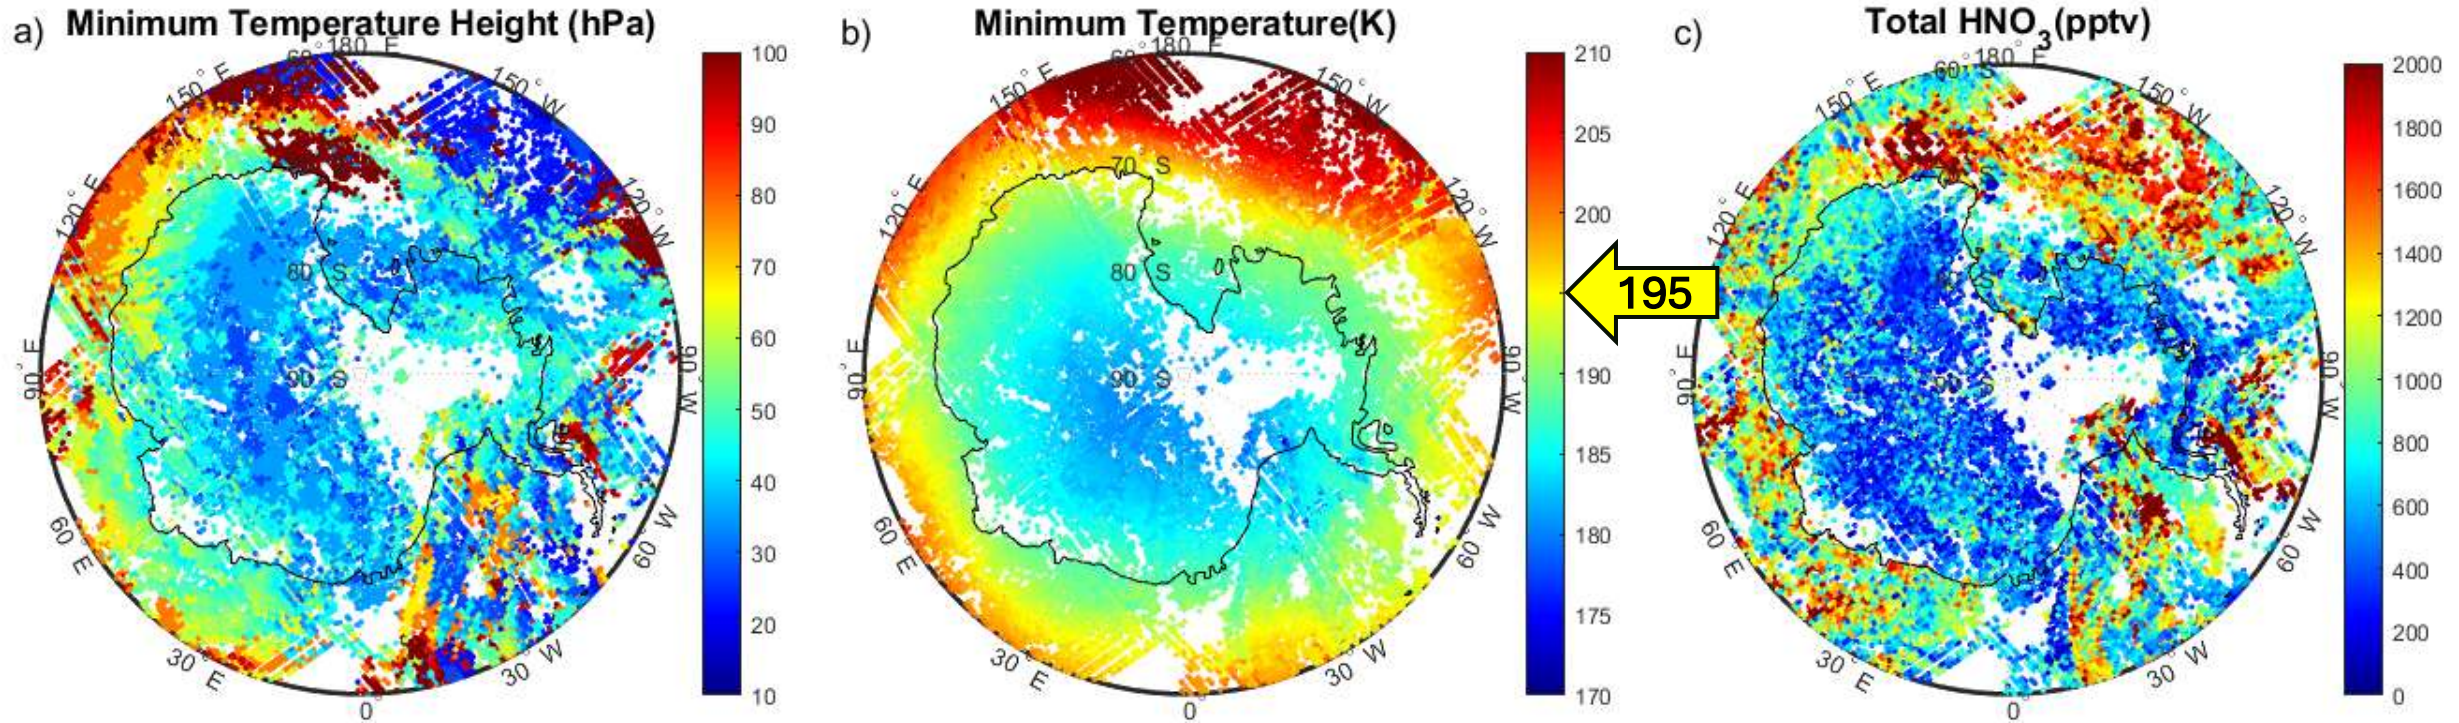 a) Minimum Temperature Height (hPa)
60° S
180° E
150° E
150° W
120° E
120° W
80° S
90° E
90° S
90° W
60° E
60° W
30° E
30° W
0
100
90
80
70
60
50
40
30
20
10
b) Minimum Temperature(K)
60° S
180° E
150° E
150° W
70° S
120° E
120° W
80° S
90° E
90° S
90° W
60° E
60° W
30° E
30° W
0
210
205
200
195
190
185
180
175
170
c) Total HNO₃(pptv)
60° S
180° E
150° E
150° W
120° E
120° W
90° E
90° S
90° W
60° E
60° W
30° E
30° W
0
2000
1800
1600
1400
1200
1000
800
600
400
200
0